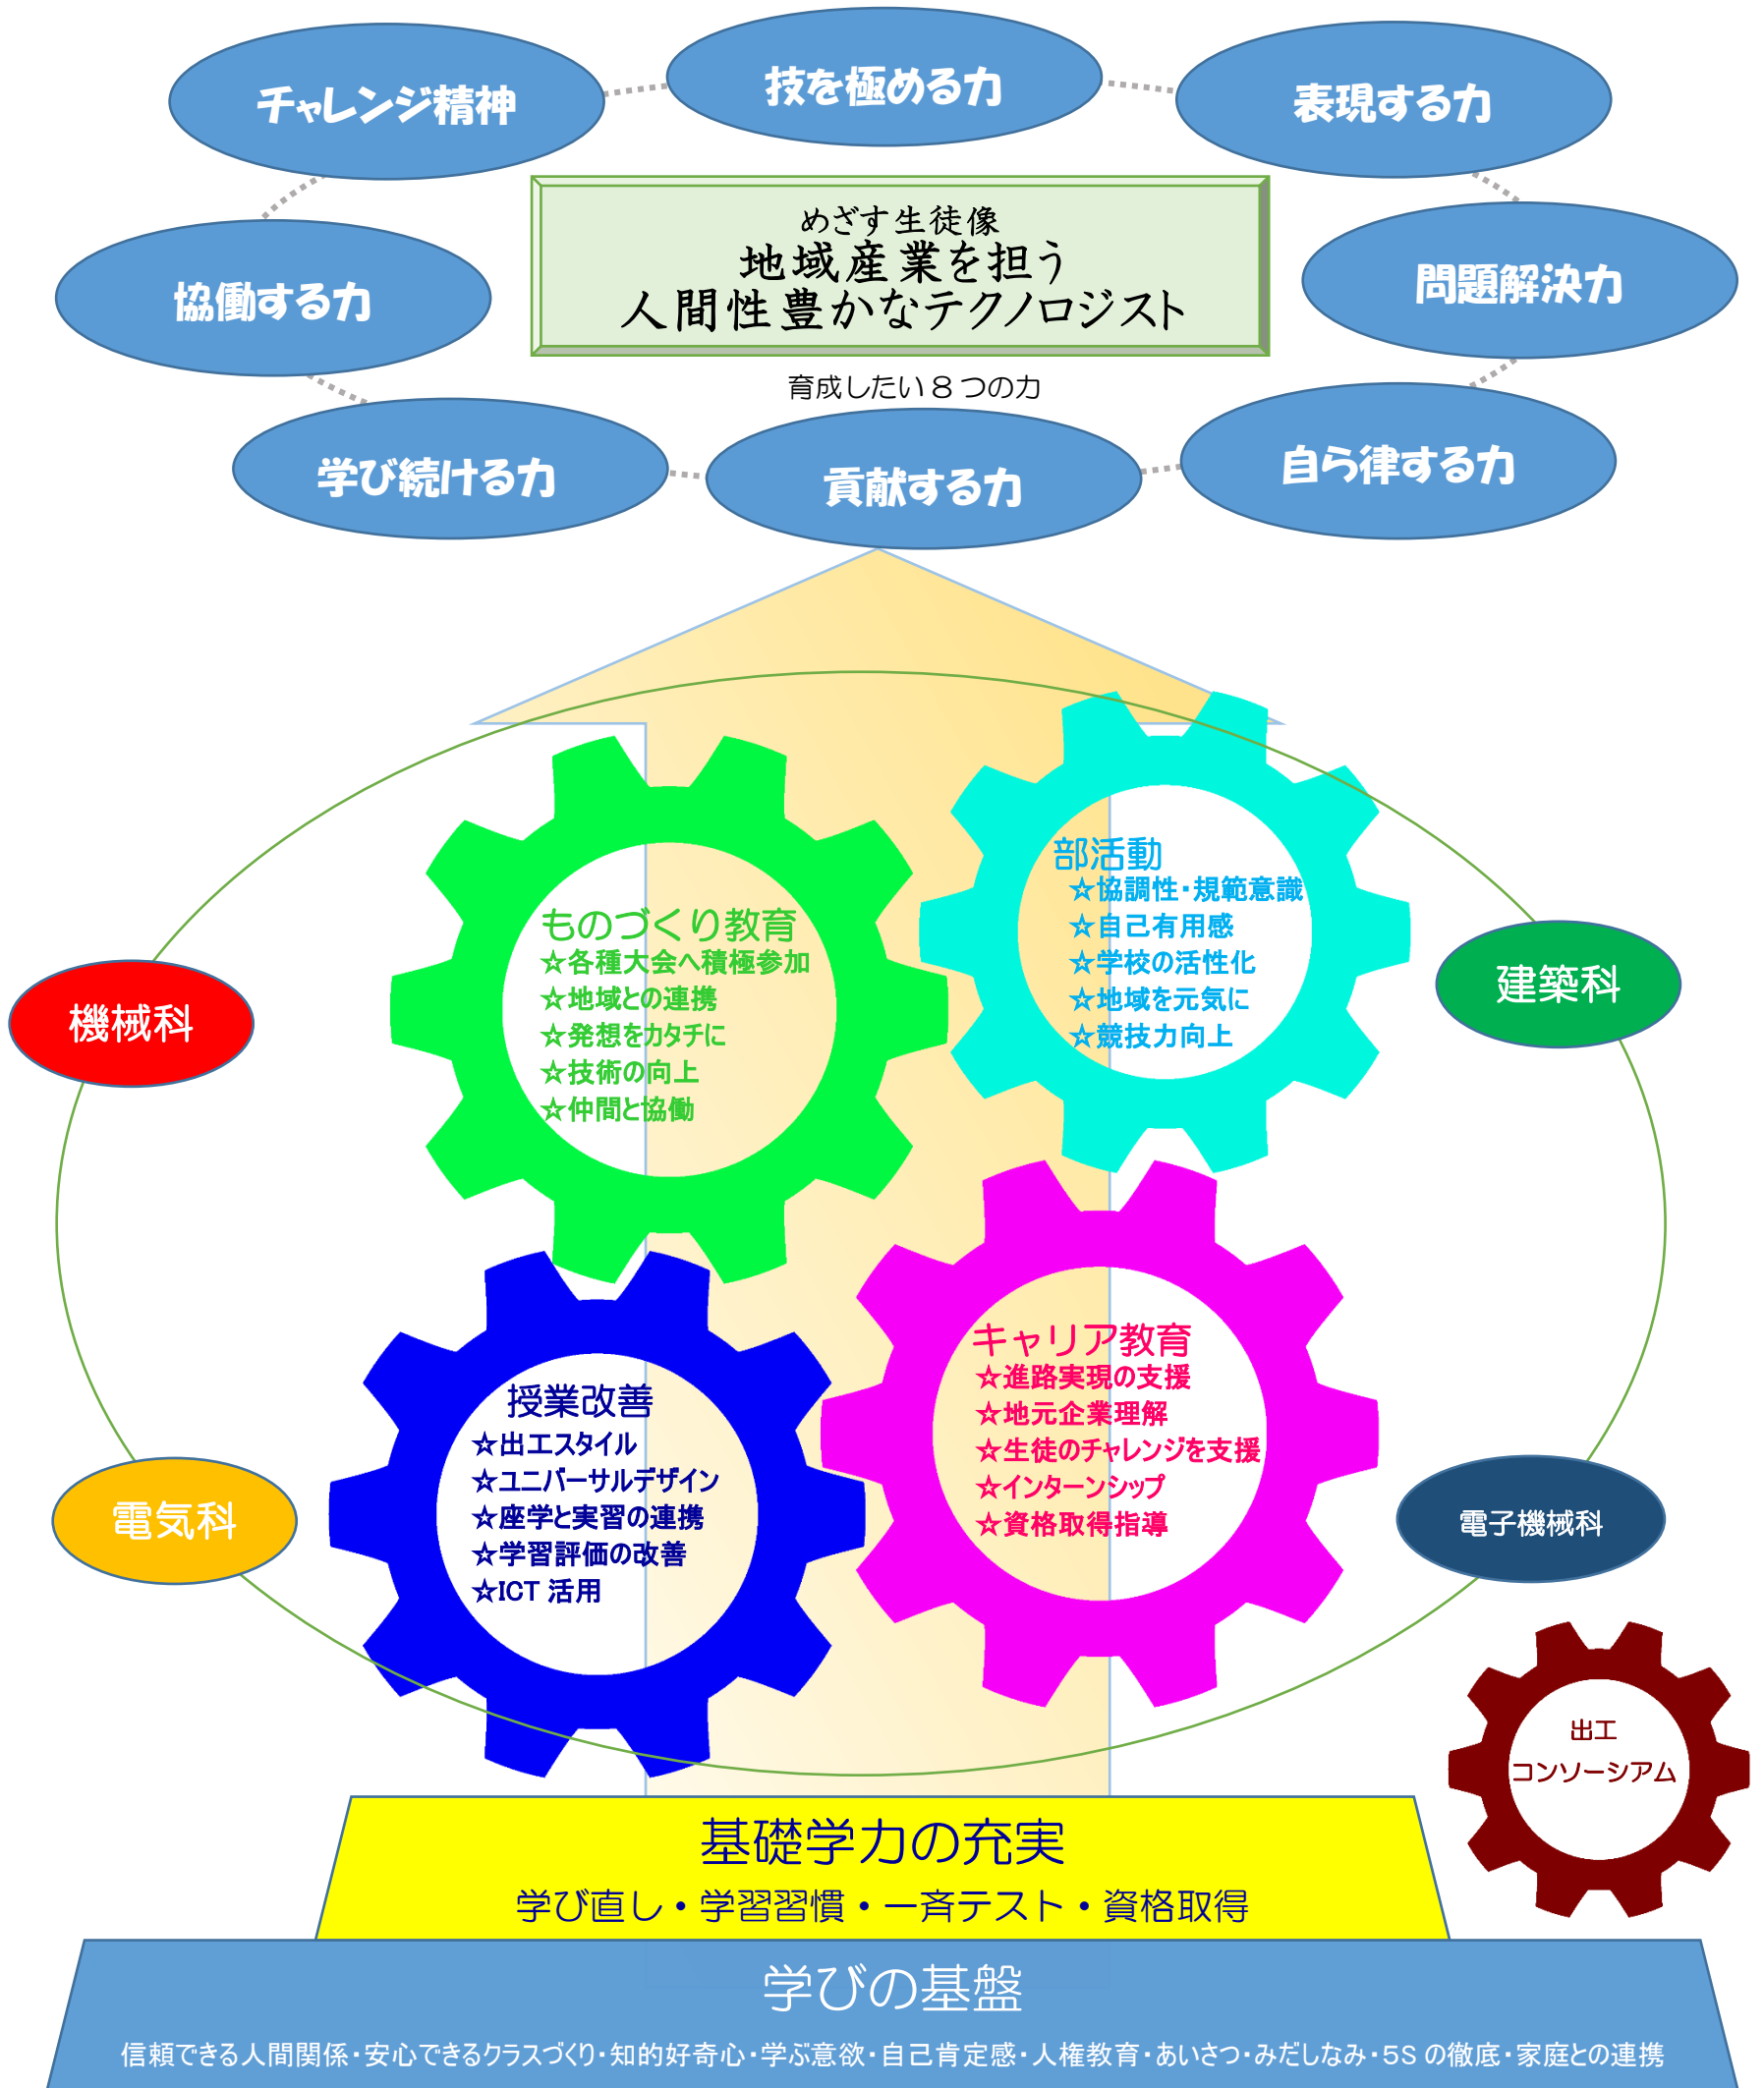 チャレンジ精神
技を極める力
表現する力
めざす生徒像
地域産業を担う
人間性豊かなテクノロジスト
協働する力
問題解決力
育成したい８つの力
学び続ける力
貢献する力
自ら律する力
部活動
☆協調性・規範意識
☆自己有用感
☆学校の活性化
☆地域を元気に
☆競技力向上
ものづくり教育
☆各種大会へ積極参加
☆地域との連携
☆発想をカタチに
☆技術の向上
☆仲間と協働
機械科
建築科
キャリア教育
☆進路実現の支援
☆地元企業理解
☆生徒のチャレンジを支援
☆インターンシップ
☆資格取得指導
授業改善
☆出エスタイル
☆ユニバーサルデザイン
☆座学と実習の連携
☆学習評価の改善
☆ICT 活用
電気科
電子機械科
出工
コンソーシアム
基礎学力の充実
学び直し・学習習慣・一斉テスト・資格取得
学びの基盤
信頼できる人間関係・安心できるクラスづくり・知的好奇心・学ぶ意欲・自己肯定感・人権教育・あいさつ・みだしなみ・５Ｓの徹底・家庭との連携